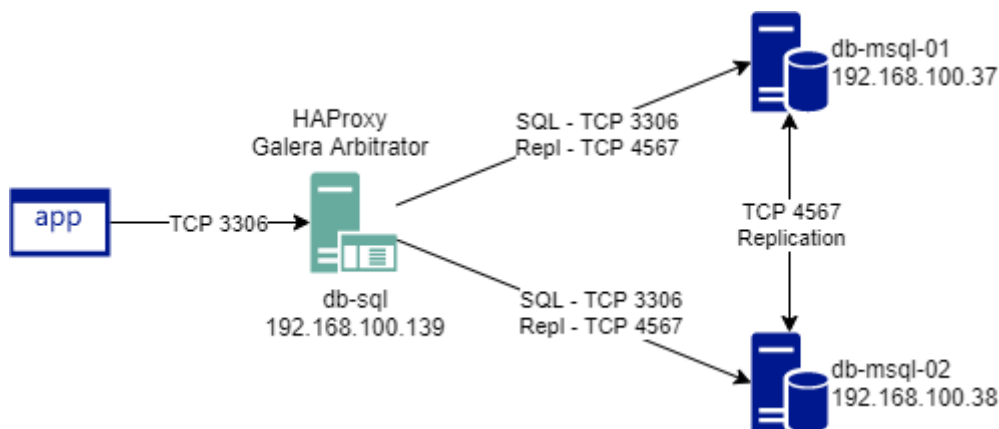 db-msql-01
192.168.100.37
HAProxy
Galera Arbitrator
SQL - TCP 3306
Repl - TCP 4567
app
TCP 3306
TCP 4567
Replication
db-sql
192.168.100.139
SQL - TCP 3306
Repl - TCP 4567
db-msql-02
192.168.100.38